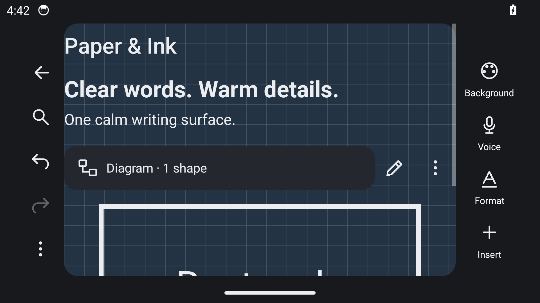 4:42
Paper & Ink
Clear words. Warm details.
One calm writing surface.
Diagram · 1 shape
Background
Voice
Format
Insert